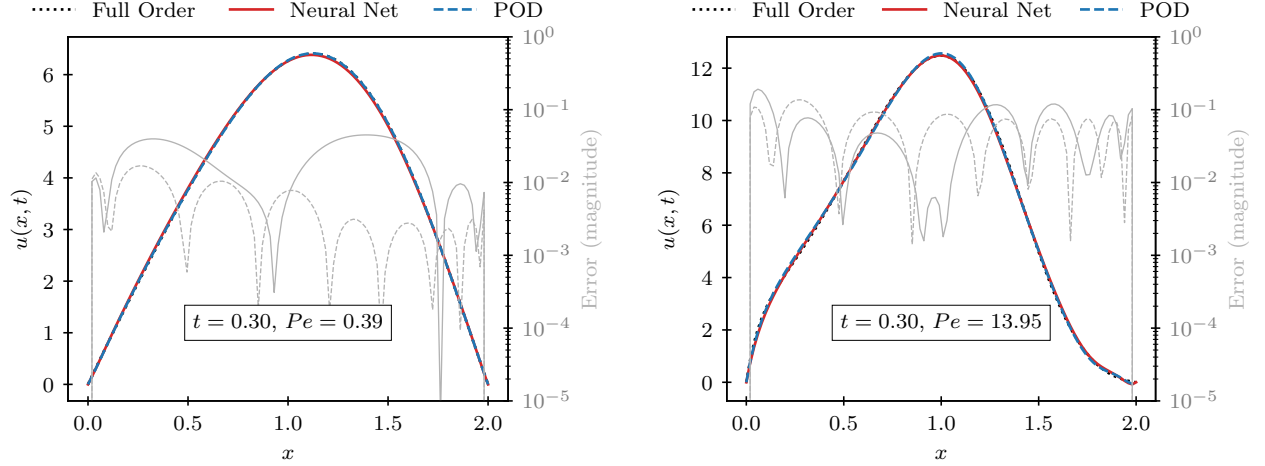 Full Order Neural Net POD
6
5
4
3
2
1
0
u(x, t)
10⁰
10⁻¹
10⁻²
10⁻³
10⁻⁴
10⁻⁵
Error (magnitude)
t = 0.30, Pe = 0.39
0.0 0.5 1.0 1.5 2.0
x
Full Order Neural Net POD
12
10
8
6
4
2
0
u(x, t)
10⁰
10⁻¹
10⁻²
10⁻³
10⁻⁴
10⁻⁵
Error (magnitude)
t = 0.30, Pe = 13.95
0.0 0.5 1.0 1.5 2.0
x